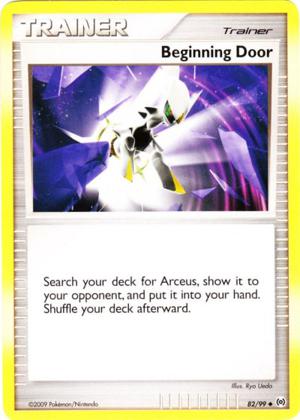 TRAINER
Trainer
Beginning Door
Search your deck for Arceus, show it to
your opponent, and put it into your hand.
Shuffle your deck afterward.
Illus. Ryo Ueda
©2009 Pokémon/Nintendo
82/99